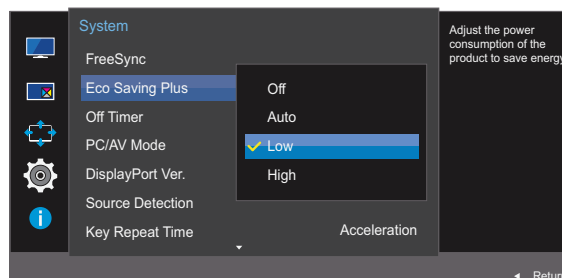 System
FreeSync
Eco Saving Plus
Off Timer
PC/AV Mode
DisplayPort Ver.
Source Detection
Key Repeat Time
Off
Auto
Low
High
Acceleration
Adjust the power
consumption of the
product to save energy
Return